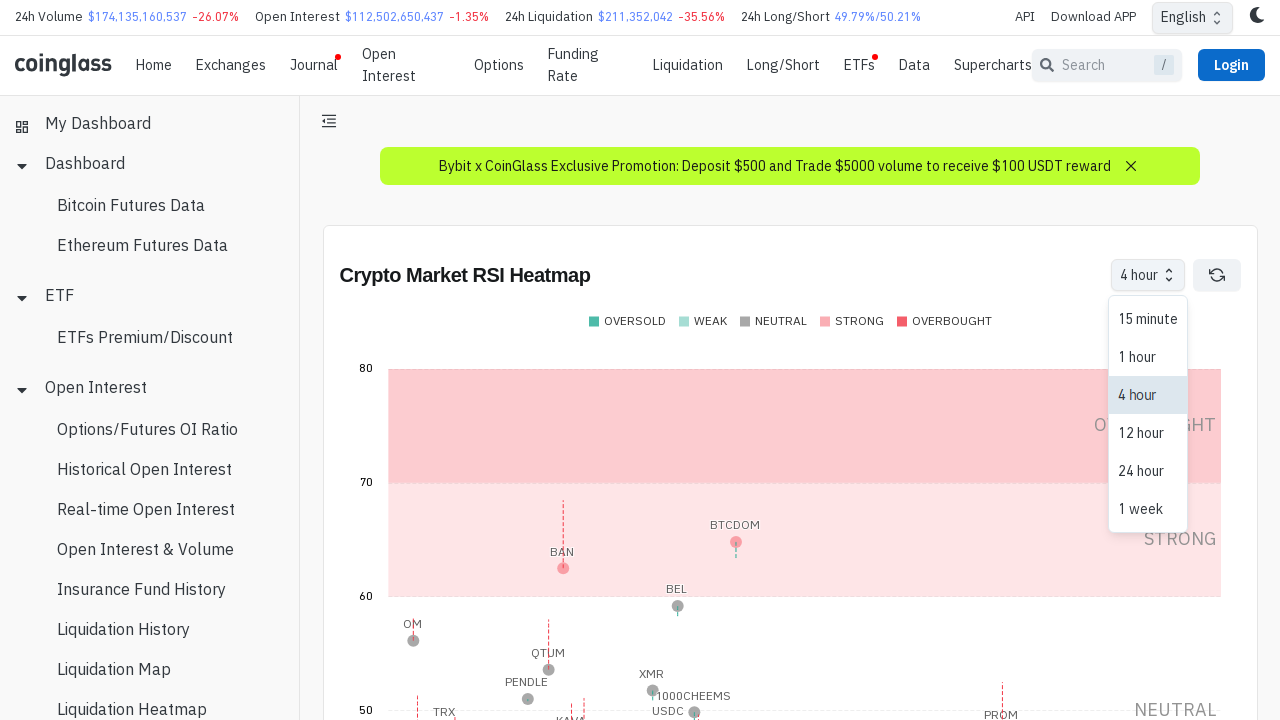 24h Volume $174,135,160,537 -26.07% Open Interest $112,502,650,437 -1.35% 24h Liquidation $211,352,042 -35.56% 24h Long/Short 49.79%/50.21% API Download APP English
coinglass Home Exchanges Journal Open Interest Options Funding Rate Liquidation Long/Short ETFs Data Supercharts Search / Login
My Dashboard
Dashboard
Bitcoin Futures Data
Ethereum Futures Data
ETF
ETFs Premium/Discount
Open Interest
Options/Futures OI Ratio
Historical Open Interest
Real-time Open Interest
Open Interest & Volume
Insurance Fund History
Liquidation History
Liquidation Map
Liquidation Heatmap
Bybit x CoinGlass Exclusive Promotion: Deposit $500 and Trade $5000 volume to receive $100 USDT reward
Crypto Market RSI Heatmap 4 hour
15 minute
1 hour
4 hour
12 hour
24 hour
1 week
OVERSOLD WEAK NEUTRAL STRONG OVERBOUGHT
80
70
STRONG
BTCDOM
BAN
BEL
60
OM
QTUM
XMR
PENDLE
1000CHEEMS
USDC
TRX
PROM
50
NEUTRAL